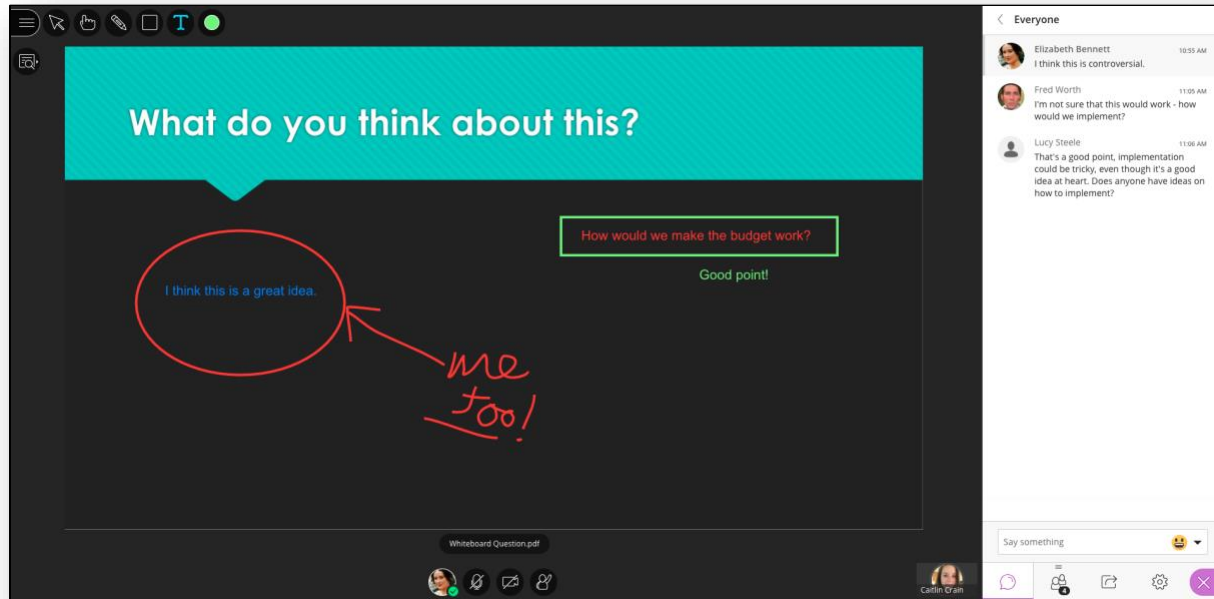 T
What do you think about this?
I think this is a great idea.
me
too!
How would we make the budget work?
Good point!
Whiteboard Question.pdf
Caitlin Crain
Everyone
Elizabeth Bennett 10:55 AM
I think this is controversial.
Fred Worth 11:05 AM
I'm not sure that this would work - how
would we implement?
Lucy Steele 11:08 AM
That's a good point, implementation
could be tricky, even though it's a good
idea at heart. Does anyone have ideas on
how to implement?
Say something
4